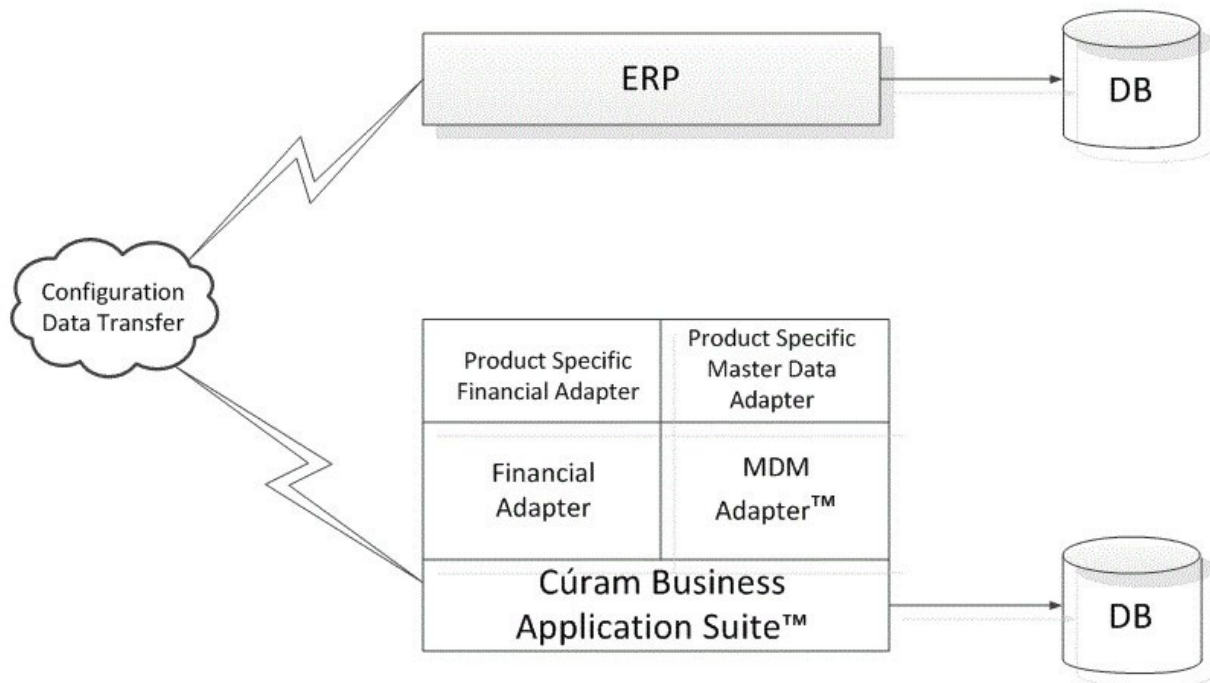 ERP
DB
Configuration
Data Transfer
Product Specific
Financial Adapter
Product Specific
Master Data
Adapter
Financial
Adapter
MDM
Adapter™
Cúram Business
Application Suite™
DB